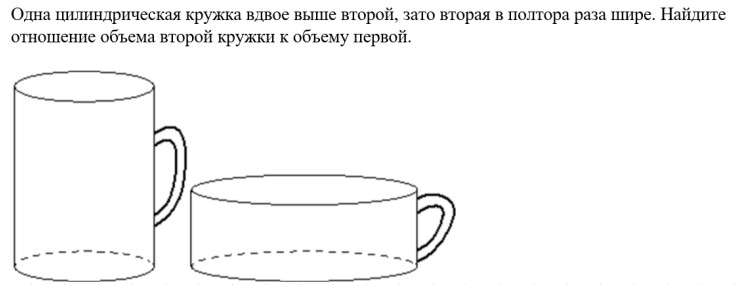 Одна цилиндрическая кружка вдвое выше второй, зато вторая в полтора раза шире. Найдите
отношение объема второй кружки к объему первой.